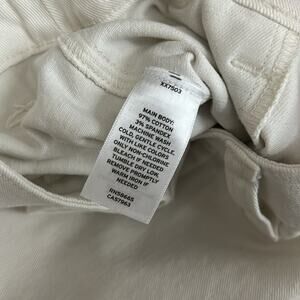 XX7503
MAIN BODY:
97% COTTON
3% SPANDEX
MACHINE WASH
COLD, GENTLE CYCLE,
WITH LIKE COLORS
ONLY NON-CHLORINE
BLEACH IF NEEDED
TUMBLE DRY LOW,
REMOVE PROMPTLY
WARM IRON IF
NEEDED
RN58665
CA57963